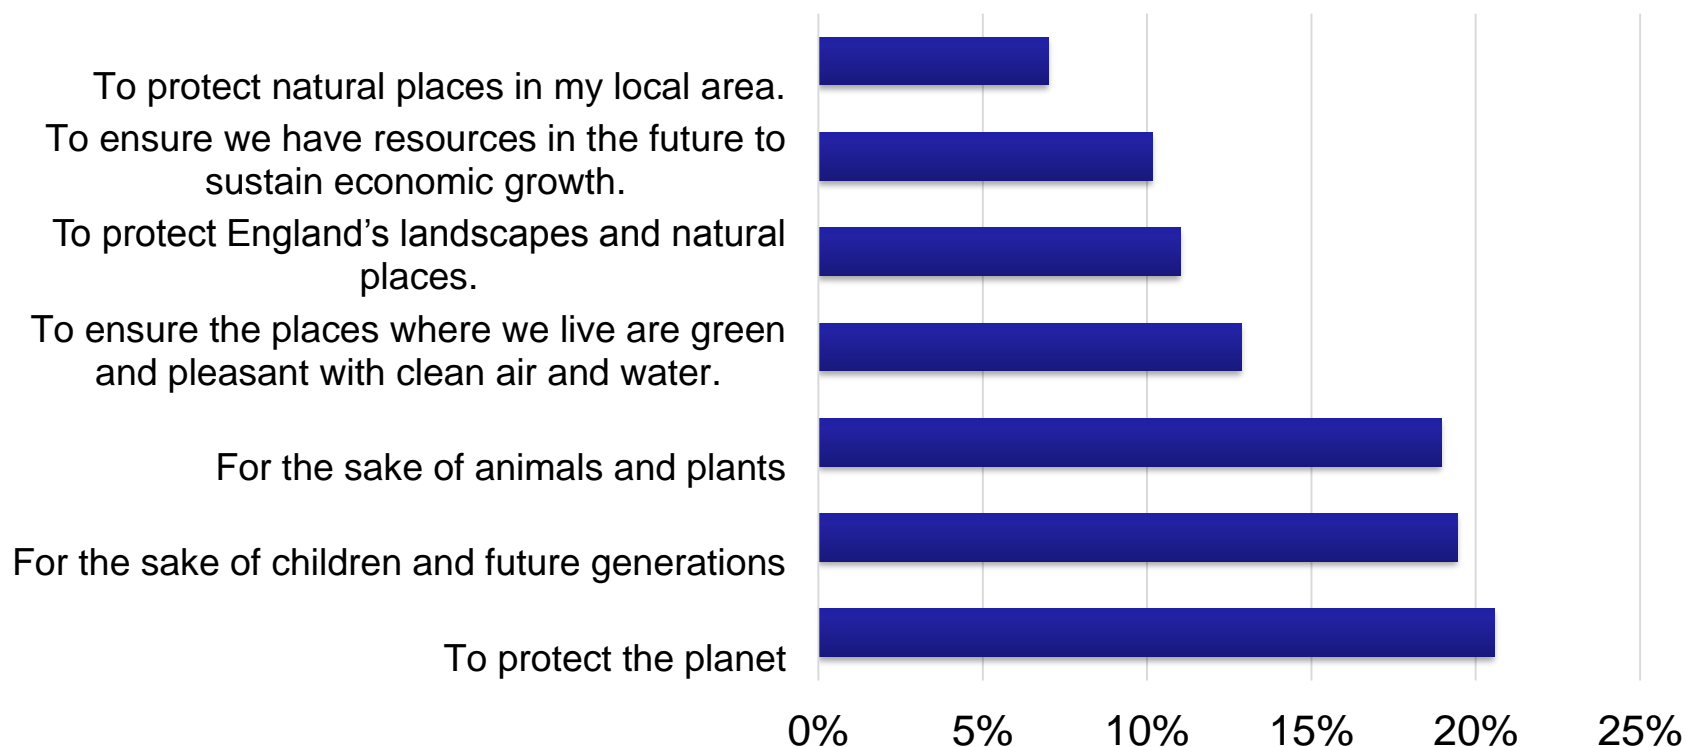 To protect natural places in my local area.
To ensure we have resources in the future to
sustain economic growth.
To protect England’s landscapes and natural
places.
To ensure the places where we live are green
and pleasant with clean air and water.
For the sake of animals and plants
For the sake of children and future generations
To protect the planet
0% 5% 10% 15% 20% 25%